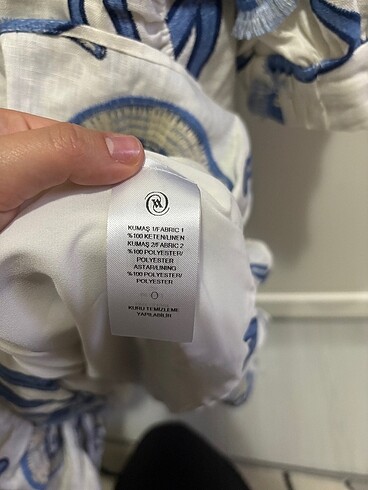 KUMAŞ 1/FABRIC 1
%100 KETEN/LINEN
KUMAŞ 2/FABRIC 2
%100 POLYESTER/
POLYESTER
ASTAR/LINING
%100 POLYESTER/
POLYESTER
KURU TEMİZLEME
YAPILABİLİR